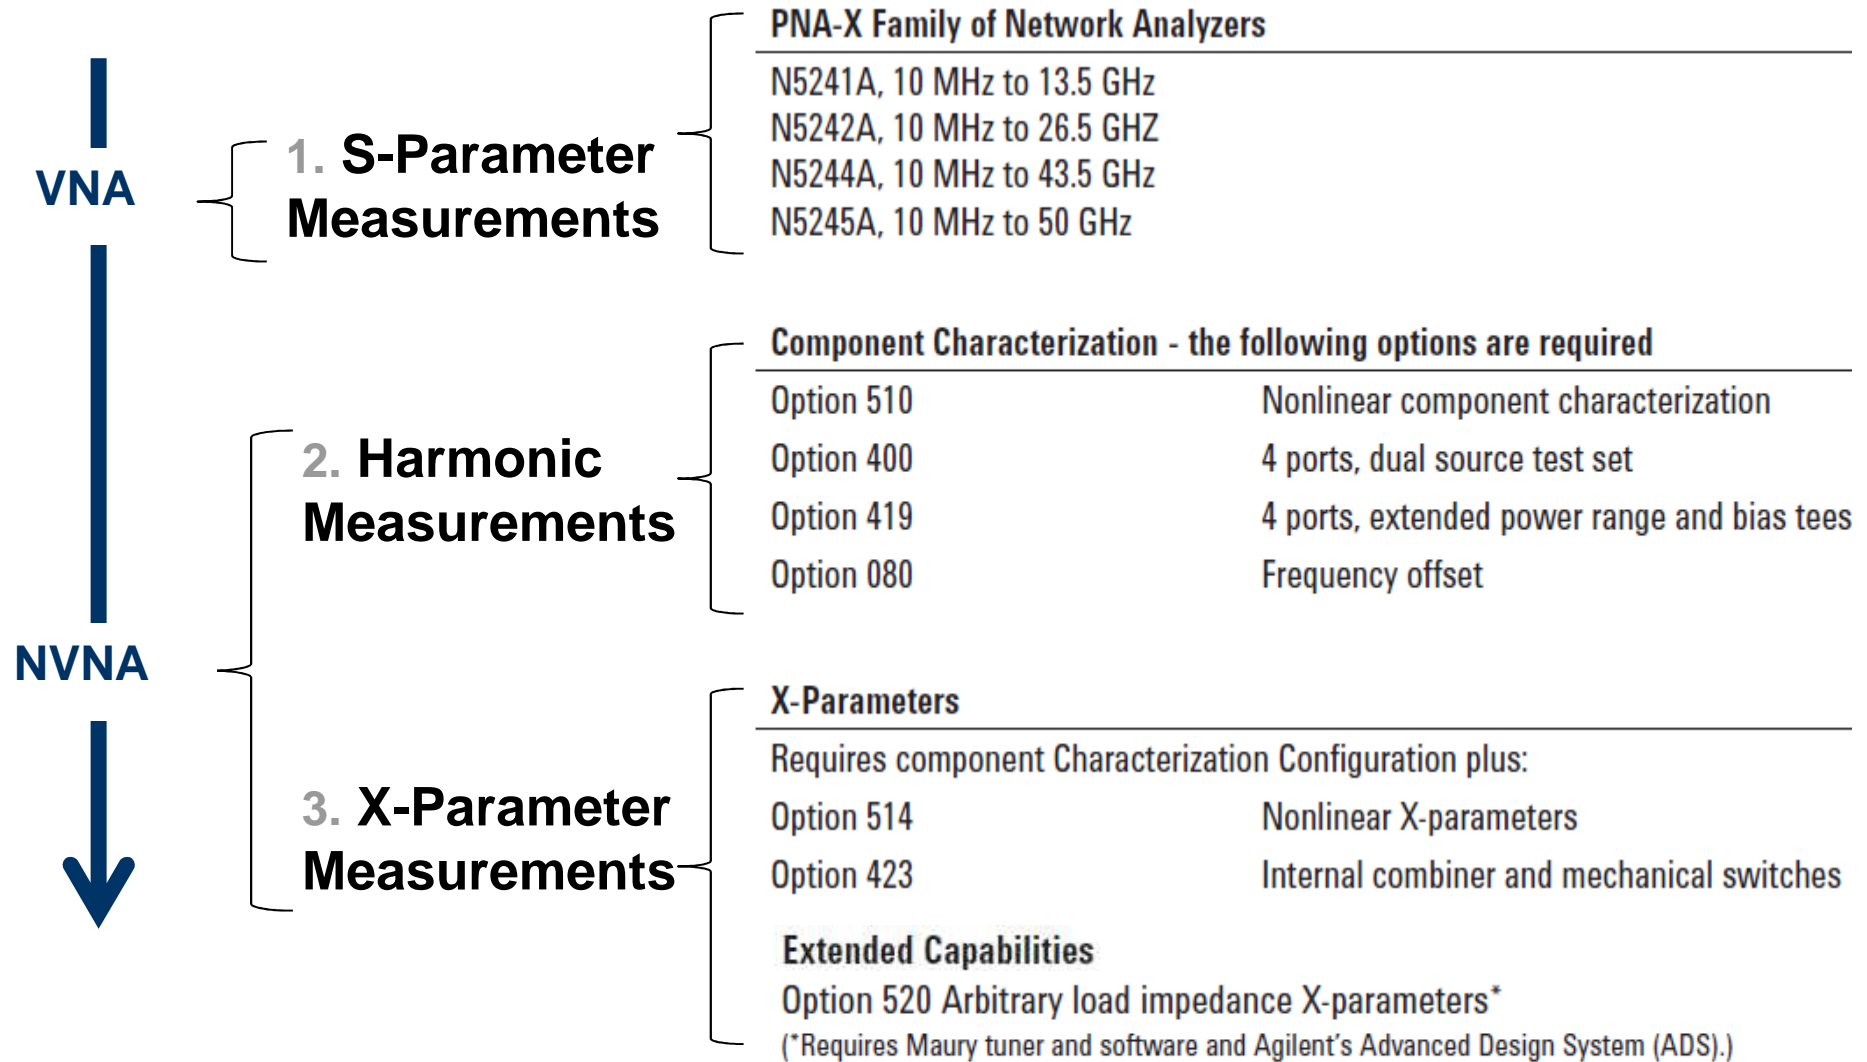 VNA
1. S-Parameter
Measurements
PNA-X Family of Network Analyzers
N5241A, 10 MHz to 13.5 GHz
N5242A, 10 MHz to 26.5 GHZ
N5244A, 10 MHz to 43.5 GHz
N5245A, 10 MHz to 50 GHz
NVNA
2. Harmonic
Measurements
Component Characterization - the following options are required
Option 510 Nonlinear component characterization
Option 400 4 ports, dual source test set
Option 419 4 ports, extended power range and bias tees
Option 080 Frequency offset
3. X-Parameter
Measurements
X-Parameters
Requires component Characterization Configuration plus:
Option 514 Nonlinear X-parameters
Option 423 Internal combiner and mechanical switches
Extended Capabilities
Option 520 Arbitrary load impedance X-parameters*
(*Requires Maury tuner and software and Agilent's Advanced Design System (ADS).)